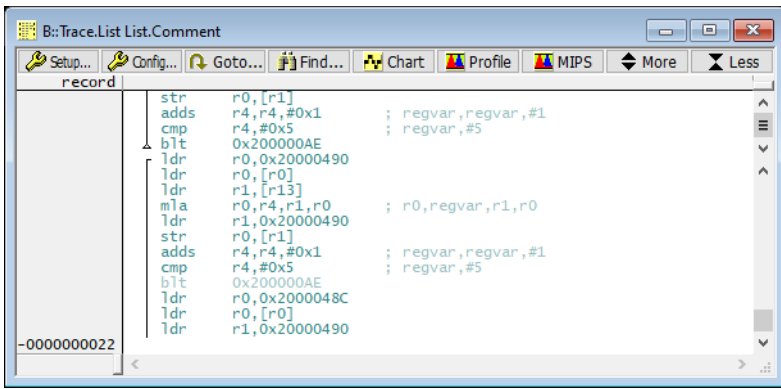 B::Trace.List List.Comment
Setup... Config... Goto... Find... Chart Profile MIPS More Less
record
str r0,[r1]
adds r4,r4,#0x1 ; regvar,regvar,#1
cmp r4,#0x5 ; regvar,#5
blt 0x200000AE
ldr r0,0x20000490
ldr r0,[r0]
ldr r1,[r13]
mla r0,r4,r1,r0 ; r0,regvar,r1,r0
ldr r1,0x20000490
str r0,[r1]
adds r4,r4,#0x1 ; regvar,regvar,#1
cmp r4,#0x5 ; regvar,#5
blt 0x200000AE
ldr r0,0x2000048C
ldr r0,[r0]
ldr r1,0x20000490
-0000000022